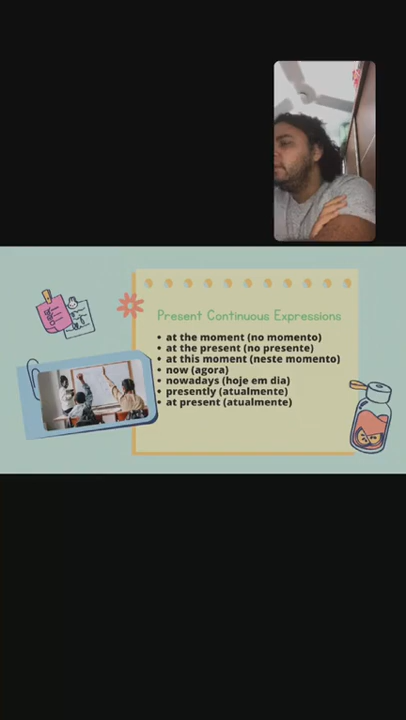 Present Continuous Expressions
• at the moment (no momento)
• at the present (no presente)
• at this moment (neste momento)
• now (agora)
• nowadays (hoje em dia)
• presently (atualmente)
• at present (atualmente)